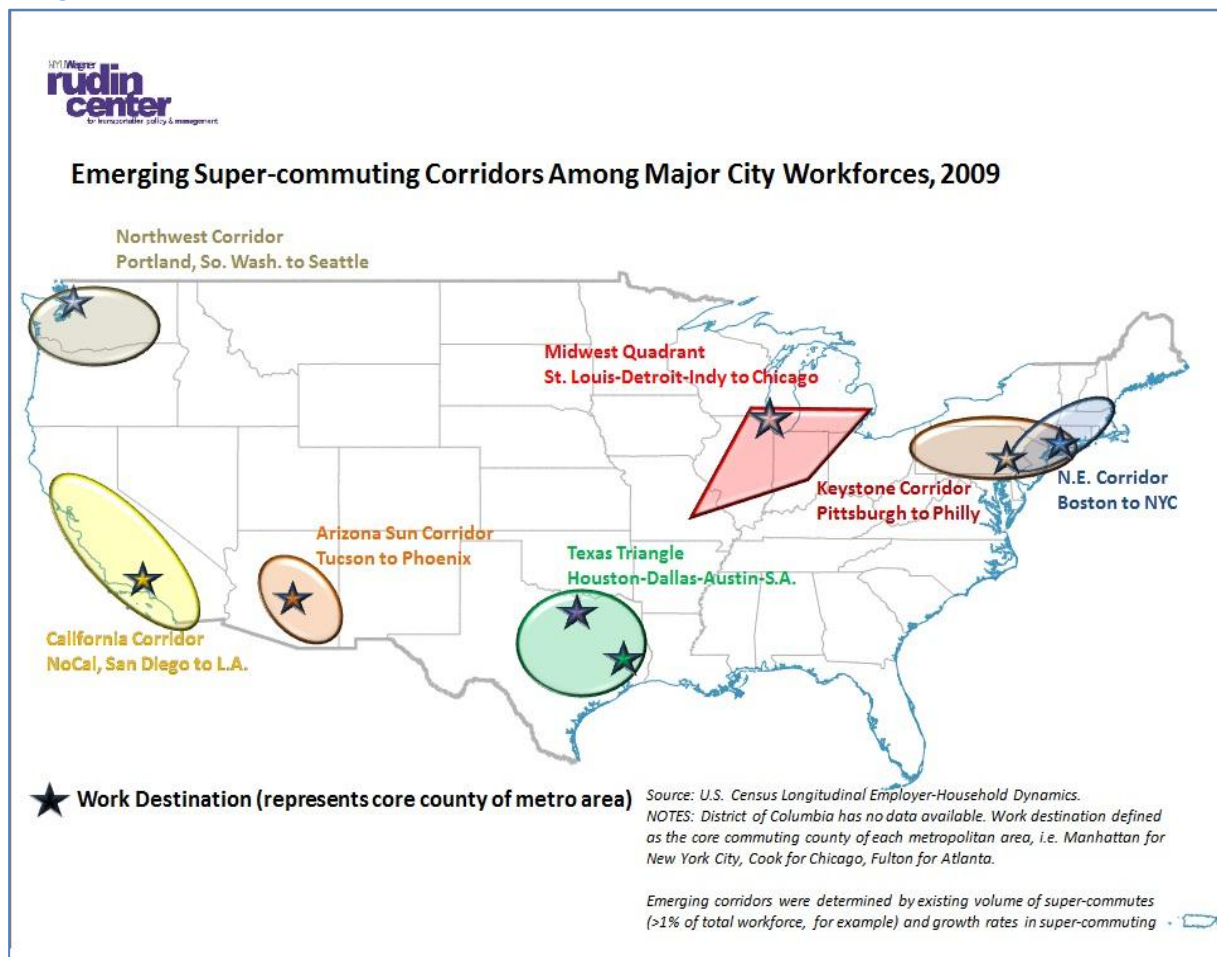 NYU Wagner
rudin
center
for transportation policy & management
Emerging Super-commuting Corridors Among Major City Workforces, 2009
Northwest Corridor
Portland, So. Wash. to Seattle
Midwest Quadrant
St. Louis-Detroit-Indy to Chicago
Keystone Corridor
Pittsburgh to Philly
N.E. Corridor
Boston to NYC
Arizona Sun Corridor
Tucson to Phoenix
Texas Triangle
Houston-Dallas-Austin-S.A.
California Corridor
NoCal, San Diego to L.A.
Work Destination (represents core county of metro area)
Source: U.S. Census Longitudinal Employer-Household Dynamics.
NOTES: District of Columbia has no data available. Work destination defined
as the core commuting county of each metropolitan area, i.e. Manhattan for
New York City, Cook for Chicago, Fulton for Atlanta.
Emerging corridors were determined by existing volume of super-commutes
(>1% of total workforce, for example) and growth rates in super-commuting